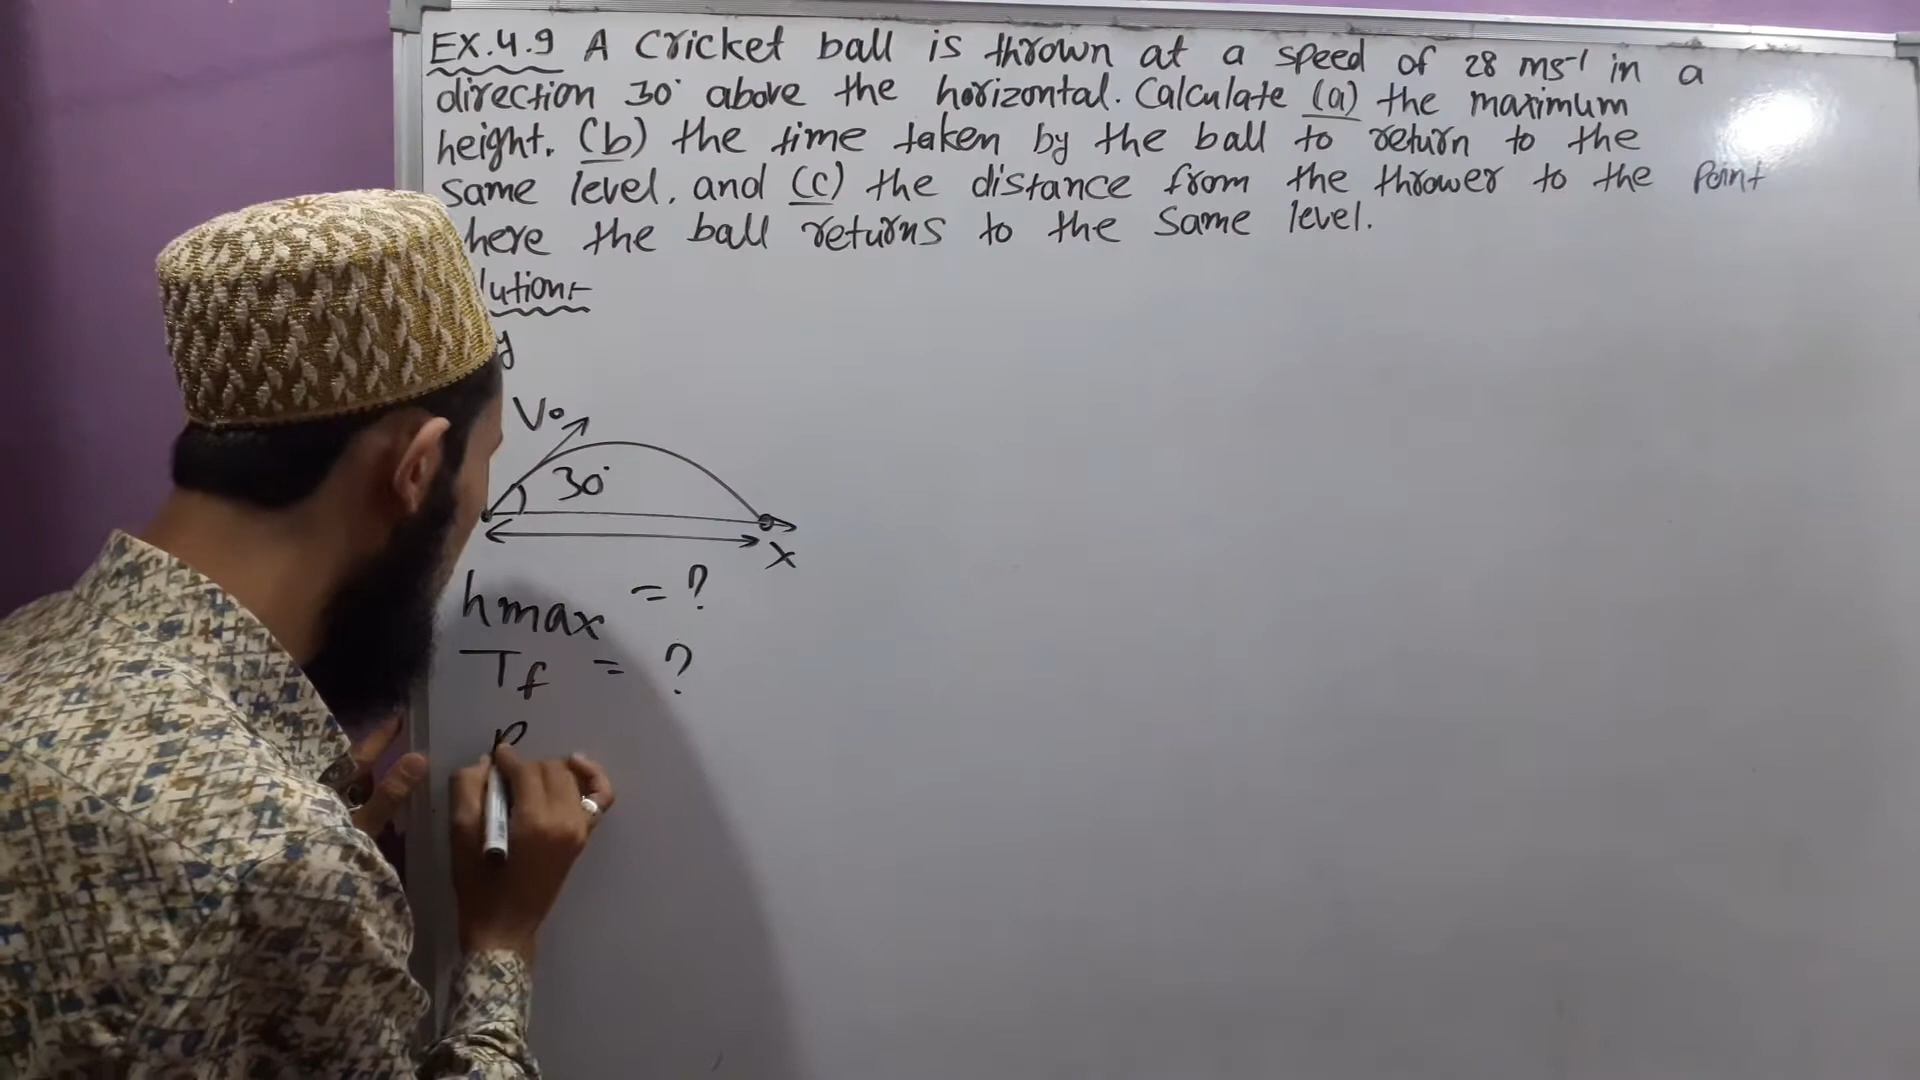 EX.4.9 A Cricket ball is thrown at a speed of 28 ms-1 in a
direction 30° above the horizontal. Calculate (a) the maximum
height. (b) the time taken by the ball to return to the
same level. and (c) the distance from the thrower to the Point
here the ball returns to the same level.
lution:-
y
Vo
30°
X
hmax = ?
Tf = ?
R